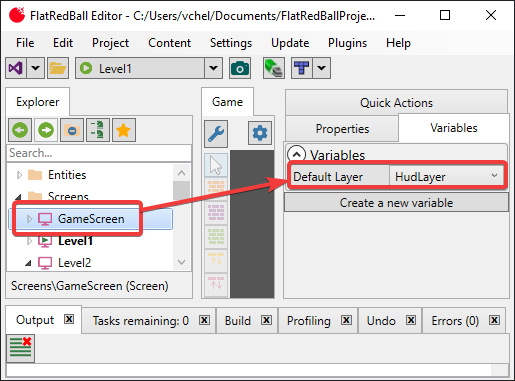 FlatRedBall Editor - C:/Users/vchel/Documents/FlatRedBallProje...
File Edit Project Content Settings Update Plugins Help
Level1
Explorer
Game
Quick Actions
Properties Variables
Search...
Variables
Entities
Default Layer HudLayer
Screens
Create a new variable
GameScreen
Level1
Level2
Screens\GameScreen (Screen)
Output Tasks remaining: 0 Build Profiling Undo Errors (0)